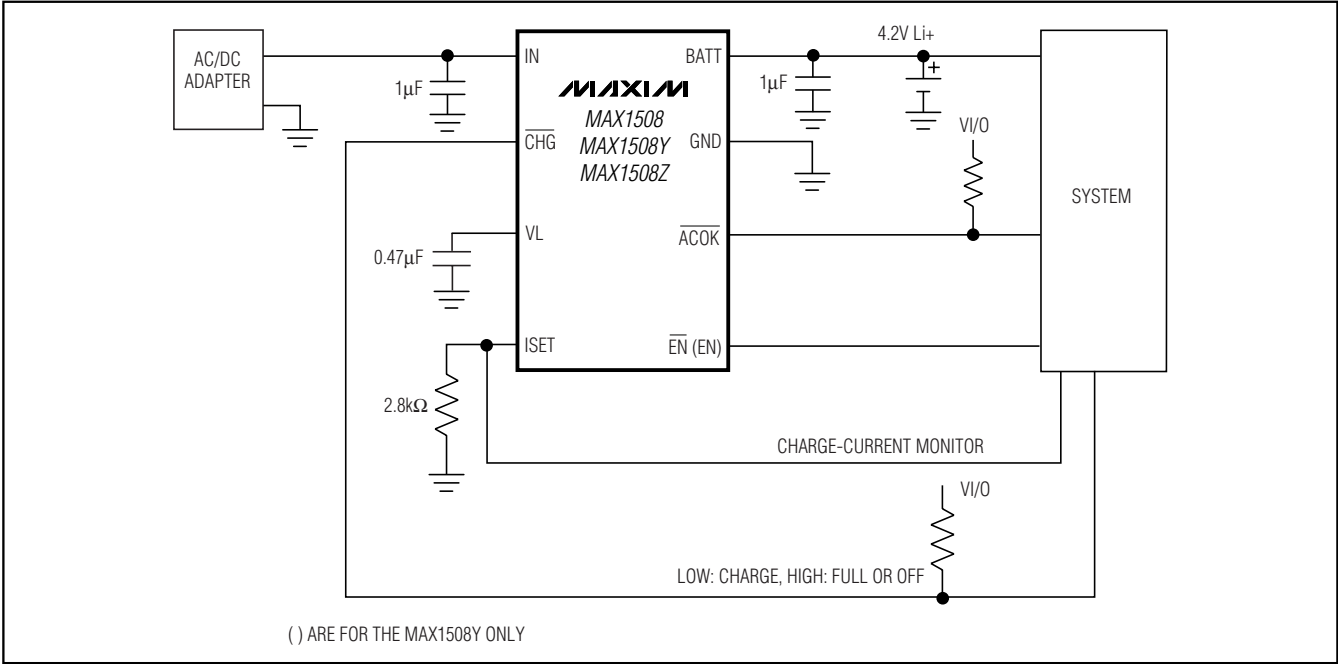 4.2V Li+
AC/DC
ADAPTER
IN
BATT
1μF
1μF
+
MAXIM
MAX1508
MAX1508Y
MAX1508Z
CHG
GND
VI/O
SYSTEM
VL
ACOK
0.47μF
ISET
EN (EN)
2.8kΩ
CHARGE-CURRENT MONITOR
VI/O
LOW: CHARGE, HIGH: FULL OR OFF
( ) ARE FOR THE MAX1508Y ONLY